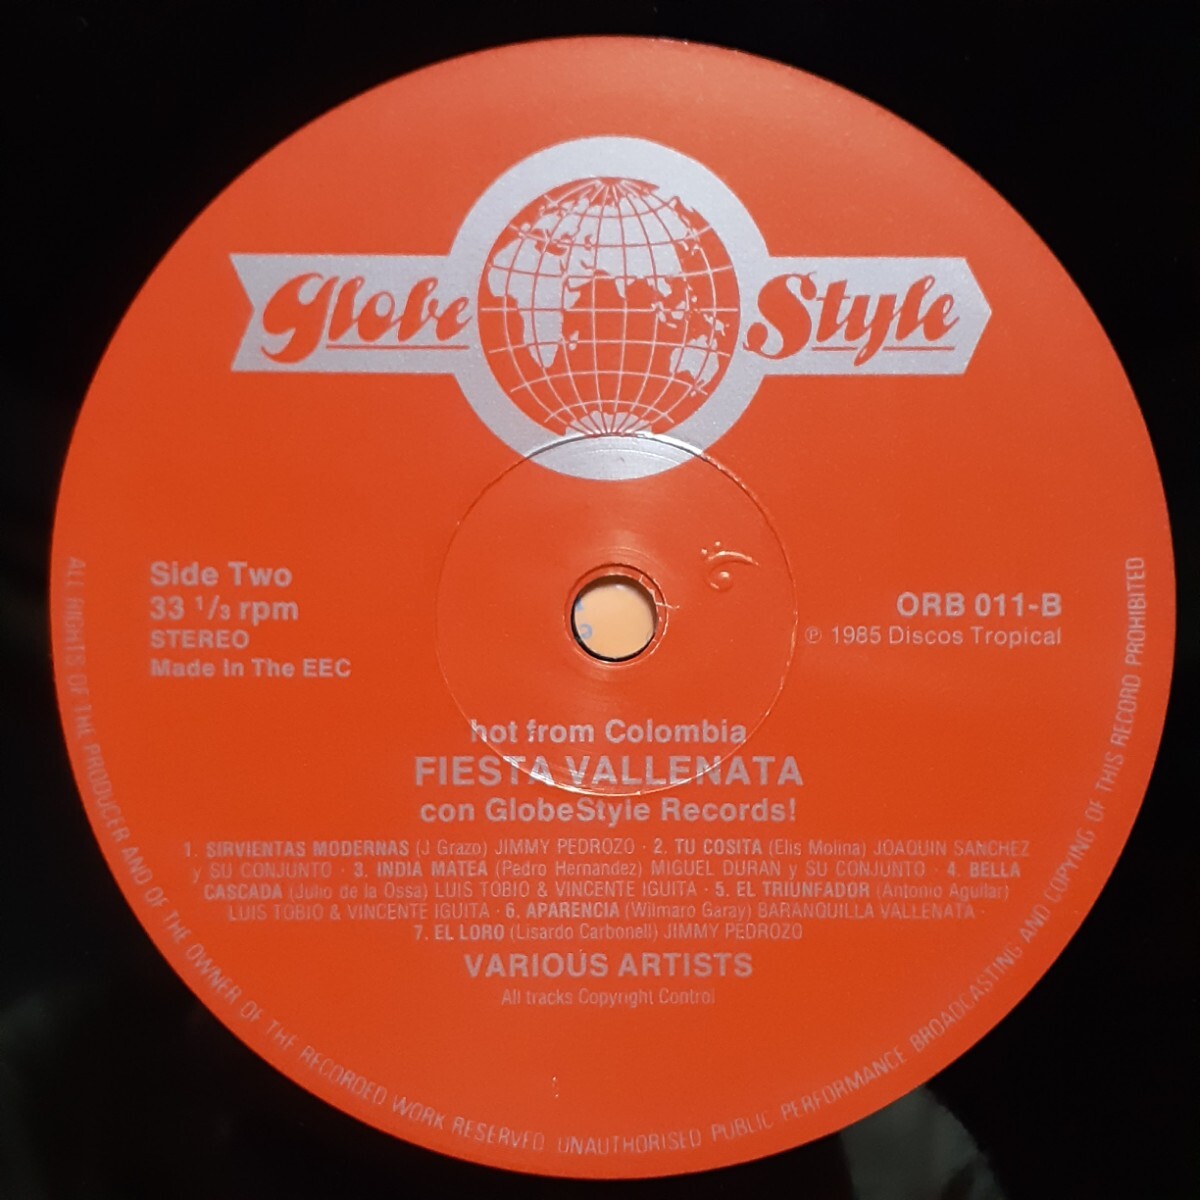 Globe Style
Side Two
33 1/3 rpm
STEREO
Made In The EEC
ORB 011-B
℗ 1985 Discos Tropical
hot from Colombia
FIESTA VALLENATA
con GlobeStyle Records!
1. SIRVIENTAS MODERNAS (J Grazo) JIMMY PEDROZO · 2. TU COSITA (Elis Molina) JOAQUIN SANCHEZ
y SU CONJUNTO · 3. INDIA MATEA (Pedro Hernandez) MIGUEL DURAN y SU CONJUNTO · 4. BELLA
CASCADA (Julio de la Ossa) LUIS TOBIO & VINCENTE IGUITA · 5. EL TRIUNFADOR (Antonio Aguilar)
LUIS TOBIO & VINCENTE IGUITA · 6. APARENCIA (Wilmaro Garay) BARANQUILLA VALLENATA ·
7. EL LORO (Lisardo Carbonell) JIMMY PEDROZO
VARIOUS ARTISTS
All tracks Copyright Control
ALL RIGHTS OF THE PRODUCER AND OF THE OWNER OF THE RECORDED WORK RESERVED UNAUTHORISED PUBLIC PERFORMANCE BROADCASTING AND COPYING OF THIS RECORD PROHIBITED